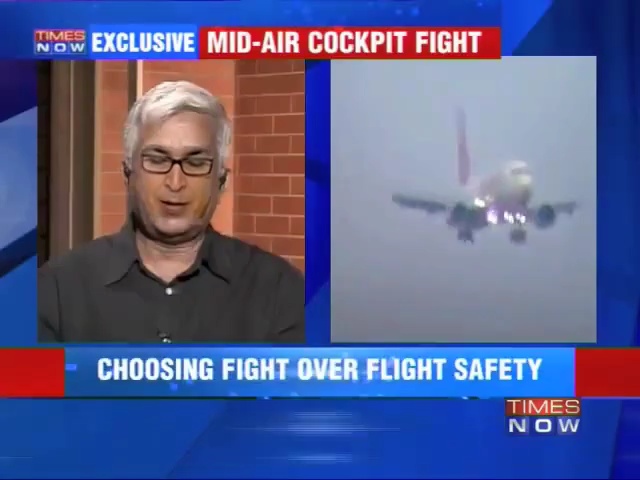 TIMES NOW EXCLUSIVE MID-AIR COCKPIT FIGHT
CHOOSING FIGHT OVER FLIGHT SAFETY
TIMES
NOW